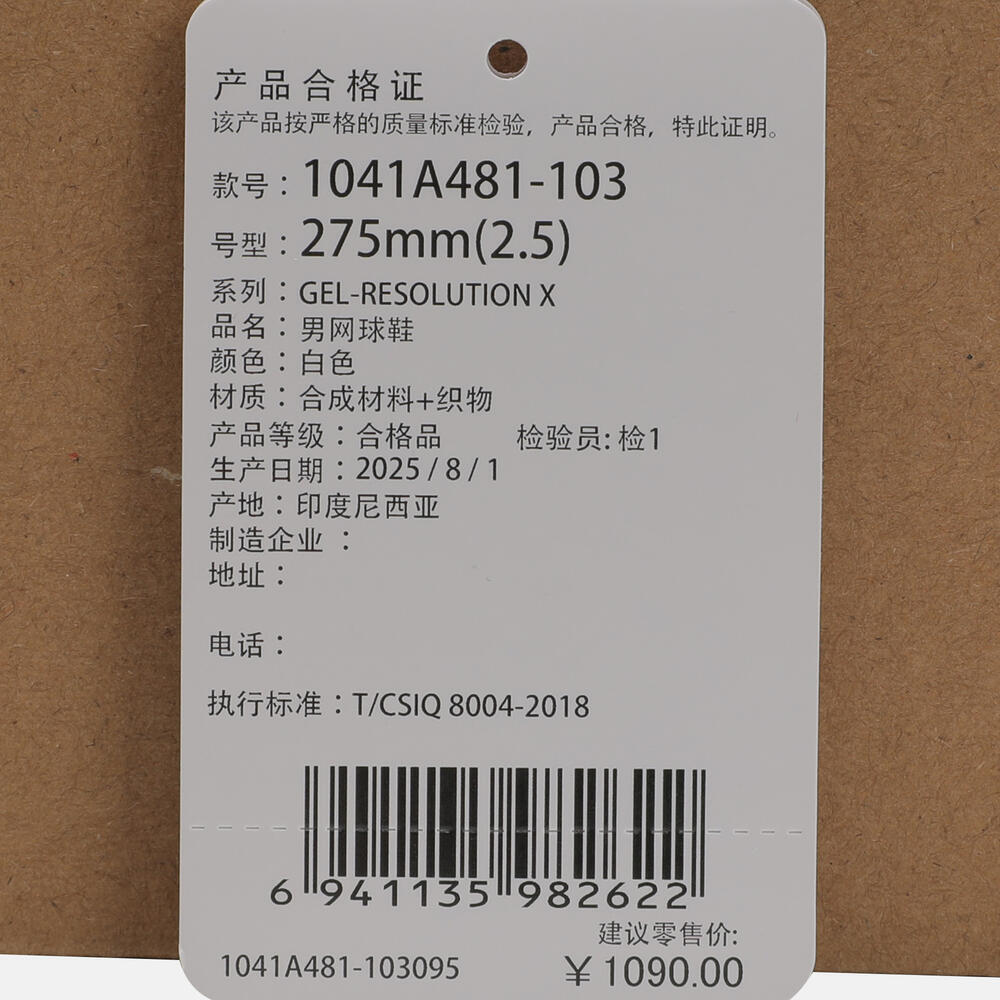 产品合格证
该产品按严格的质量标准检验，产品合格，特此证明。
款号：1041A481-103
号型：275mm(2.5)
系列：GEL-RESOLUTION X
品名：男网球鞋
颜色：白色
材质：合成材料+织物
产品等级：合格品 检验员: 检1
生产日期：2025 / 8 / 1
产地：印度尼西亚
制造企业：
地址：
电话：
执行标准：T/CSIQ 8004-2018
6 941135 982622
建议零售价:
1041A481-103095 ￥1090.00